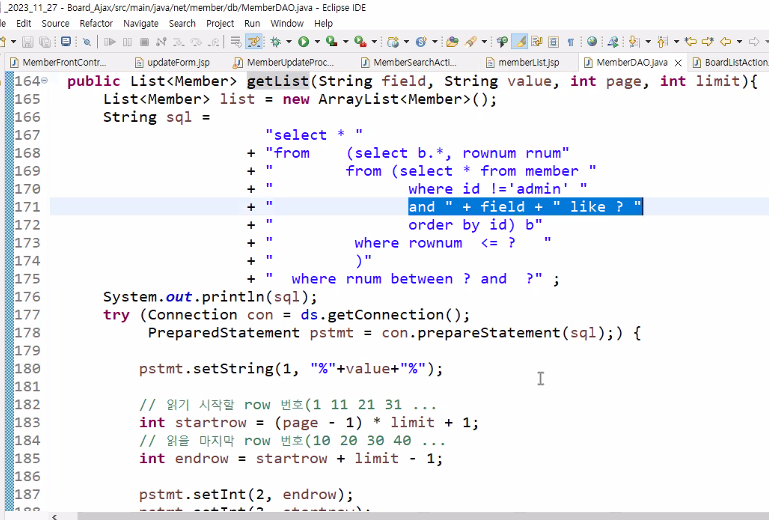 _2023_11_27 - Board_Ajax/src/main/java/net/member/db/MemberDAO.java - Eclipse IDE
Edit Source Refactor Navigate Search Project Run Window Help
MemberFrontContr... updateForm.jsp MemberUpdateProc... MemberSearchActi... memberList.jsp MemberDAO.java BoardListAction
164 public List<Member> getList(String field, String value, int page, int limit){
165 List<Member> list = new ArrayList<Member>();
166 String sql =
167 "select * "
168 + "from    (select b.*, rownum rnum"
169 + "        from (select * from member "
170 + "               where id !='admin' "
171 + "               and " + field + " like ? "
172 + "               order by id) b"
173 + "         where rownum  <= ?   "
174 + "         )"
175 + "  where rnum between ? and  ?" ;
176 System.out.println(sql);
177 try (Connection con = ds.getConnection();
178 PreparedStatement pstmt = con.prepareStatement(sql);) {
179
180 pstmt.setString(1, "%"+value+"%");
181
182 // 읽기 시작할 row 번호(1 11 21 31 ...
183 int startrow = (page - 1) * limit + 1;
184 // 읽을 마지막 row 번호(10 20 30 40 ...
185 int endrow = startrow + limit - 1;
186
187 pstmt.setInt(2, endrow);
188 pstmt.setInt(3, startrow);